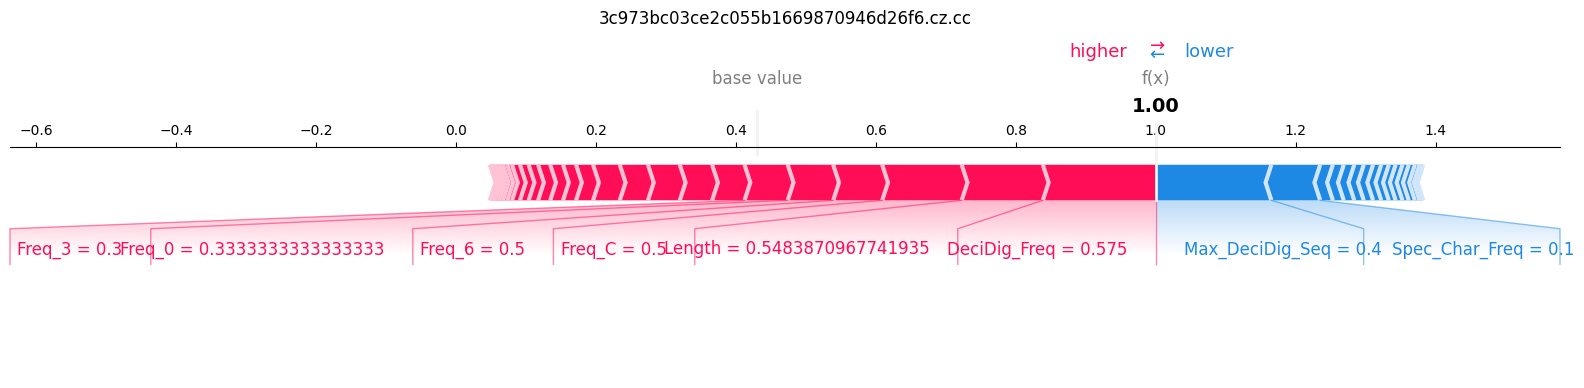 3c973bc03ce2c055b1669870946d26f6.cz.cc
higher ⇄ lower
base value f(x)
1.00
−0.6 −0.4 −0.2 0.0 0.2 0.4 0.6 0.8 1.0 1.2 1.4
Freq_3 = 0.3 Freq_0 = 0.3333333333333333 Freq_6 = 0.5 Freq_C = 0.5 Length = 0.5483870967741935 DeciDig_Freq = 0.575 Max_DeciDig_Seq = 0.4 Spec_Char_Freq = 0.1